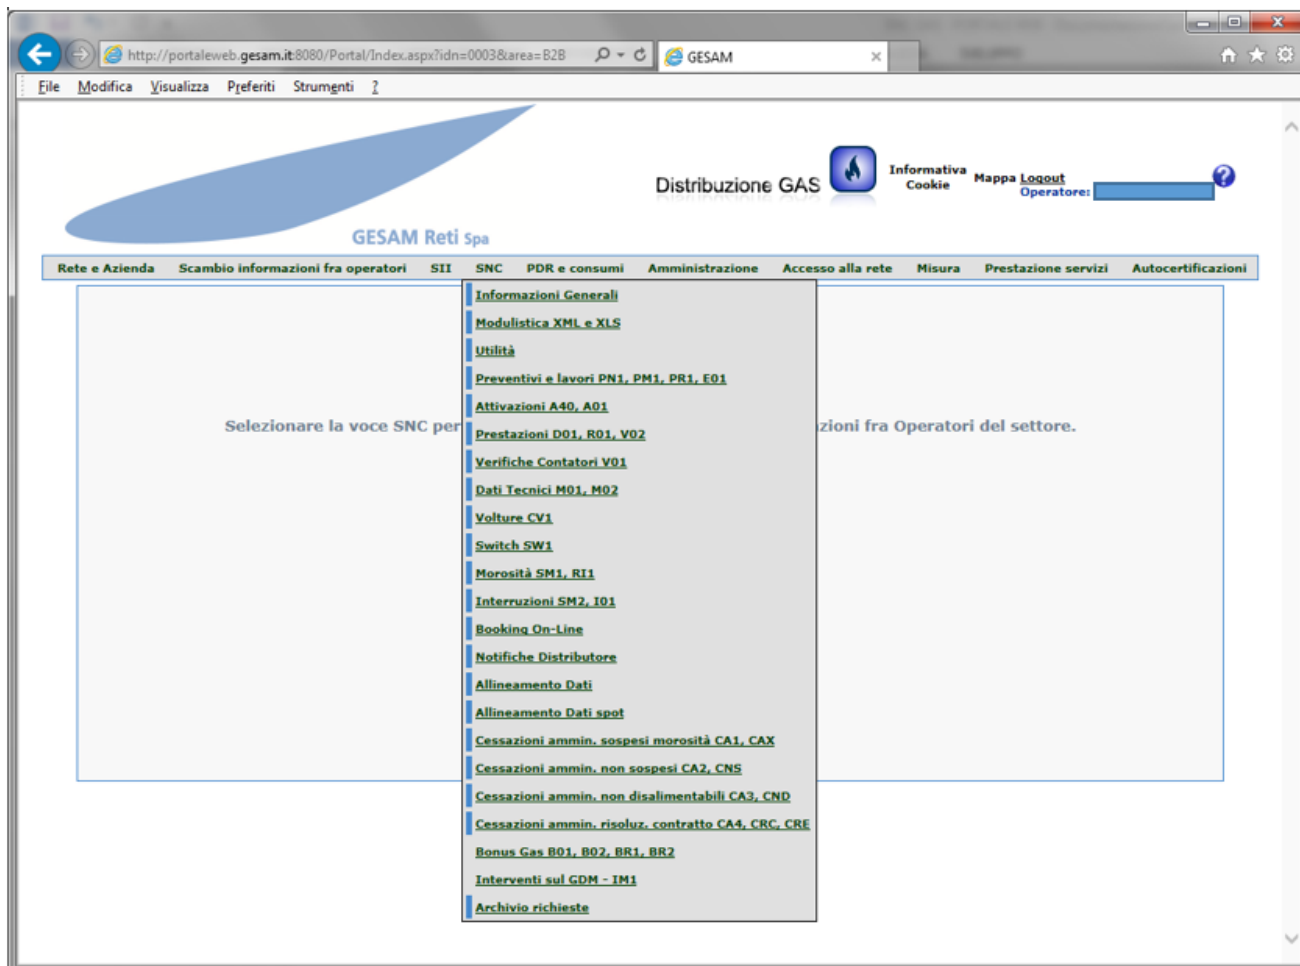 http://portaleweb.gesam.it:8080/Portal/Index.aspx?idn=0003&area=B2B
GESAM
File Modifica Visualizza Preferiti Strumenti ?
Distribuzione GAS
Informativa Cookie
Mappa Logout
Operatore:
GESAM Reti Spa
Rete e Azienda Scambio informazioni fra operatori SII SNC PDR e consumi Amministrazione Accesso alla rete Misura Prestazione servizi Autocertificazioni
Informazioni Generali
Modulistica XML e XLS
Utilità
Preventivi e lavori PN1, PM1, PR1, E01
Attivazioni A40, A01
Selezionare la voce SNC per
zioni fra Operatori del settore.
Prestazioni D01, R01, V02
Verifiche Contatori V01
Dati Tecnici M01, M02
Volture CV1
Switch SW1
Morosità SM1, RI1
Interruzioni SM2, I01
Booking On-Line
Notifiche Distributore
Allineamento Dati
Allineamento Dati spot
Cessazioni ammin. sospesi morosità CA1, CAX
Cessazioni ammin. non sospesi CA2, CNS
Cessazioni ammin. non disalimentabili CA3, CND
Cessazioni ammin. risoluz. contratto CA4, CRC, CRE
Bonus Gas B01, B02, BR1, BR2
Interventi sul GDM - IM1
Archivio richieste